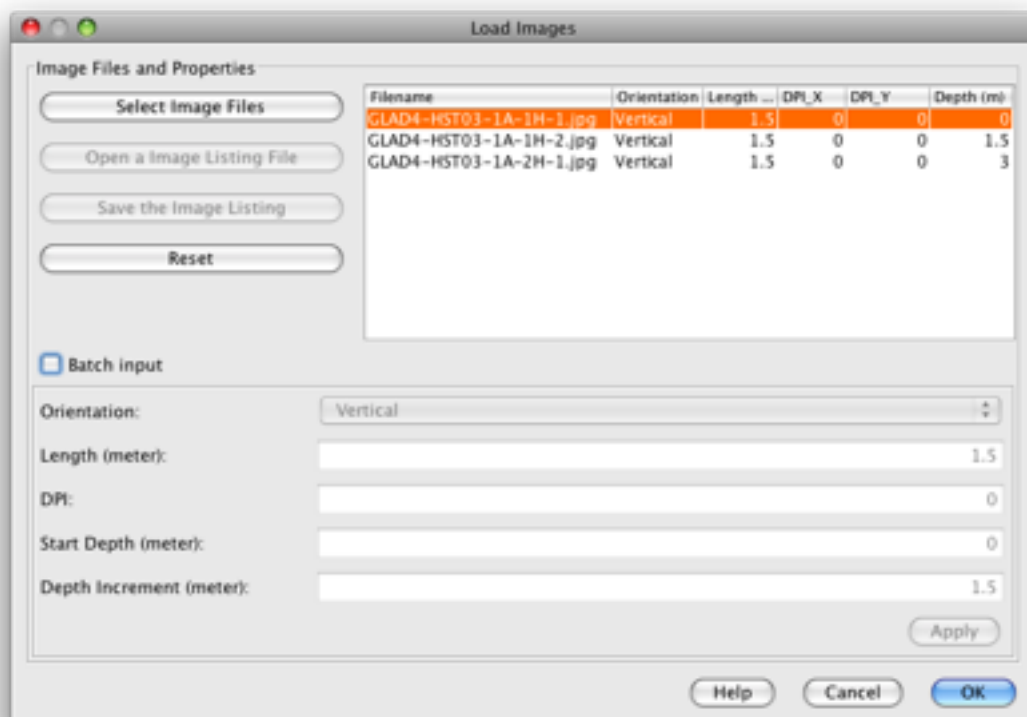 Load Images
Image Files and Properties
Select Image Files
Open a Image Listing File
Save the Image Listing
Reset
Filename Orientation Length ... DPI_X DPI_Y Depth (m)
GLAD4-HST03-1A-1H-1.jpg Vertical 1.5 0 0 0
GLAD4-HST03-1A-1H-2.jpg Vertical 1.5 0 0 1.5
GLAD4-HST03-1A-2H-1.jpg Vertical 1.5 0 0 3
Batch input
Orientation: Vertical
Length (meter): 1.5
DPI: 0
Start Depth (meter): 0
Depth Increment (meter): 1.5
Apply
Help Cancel OK